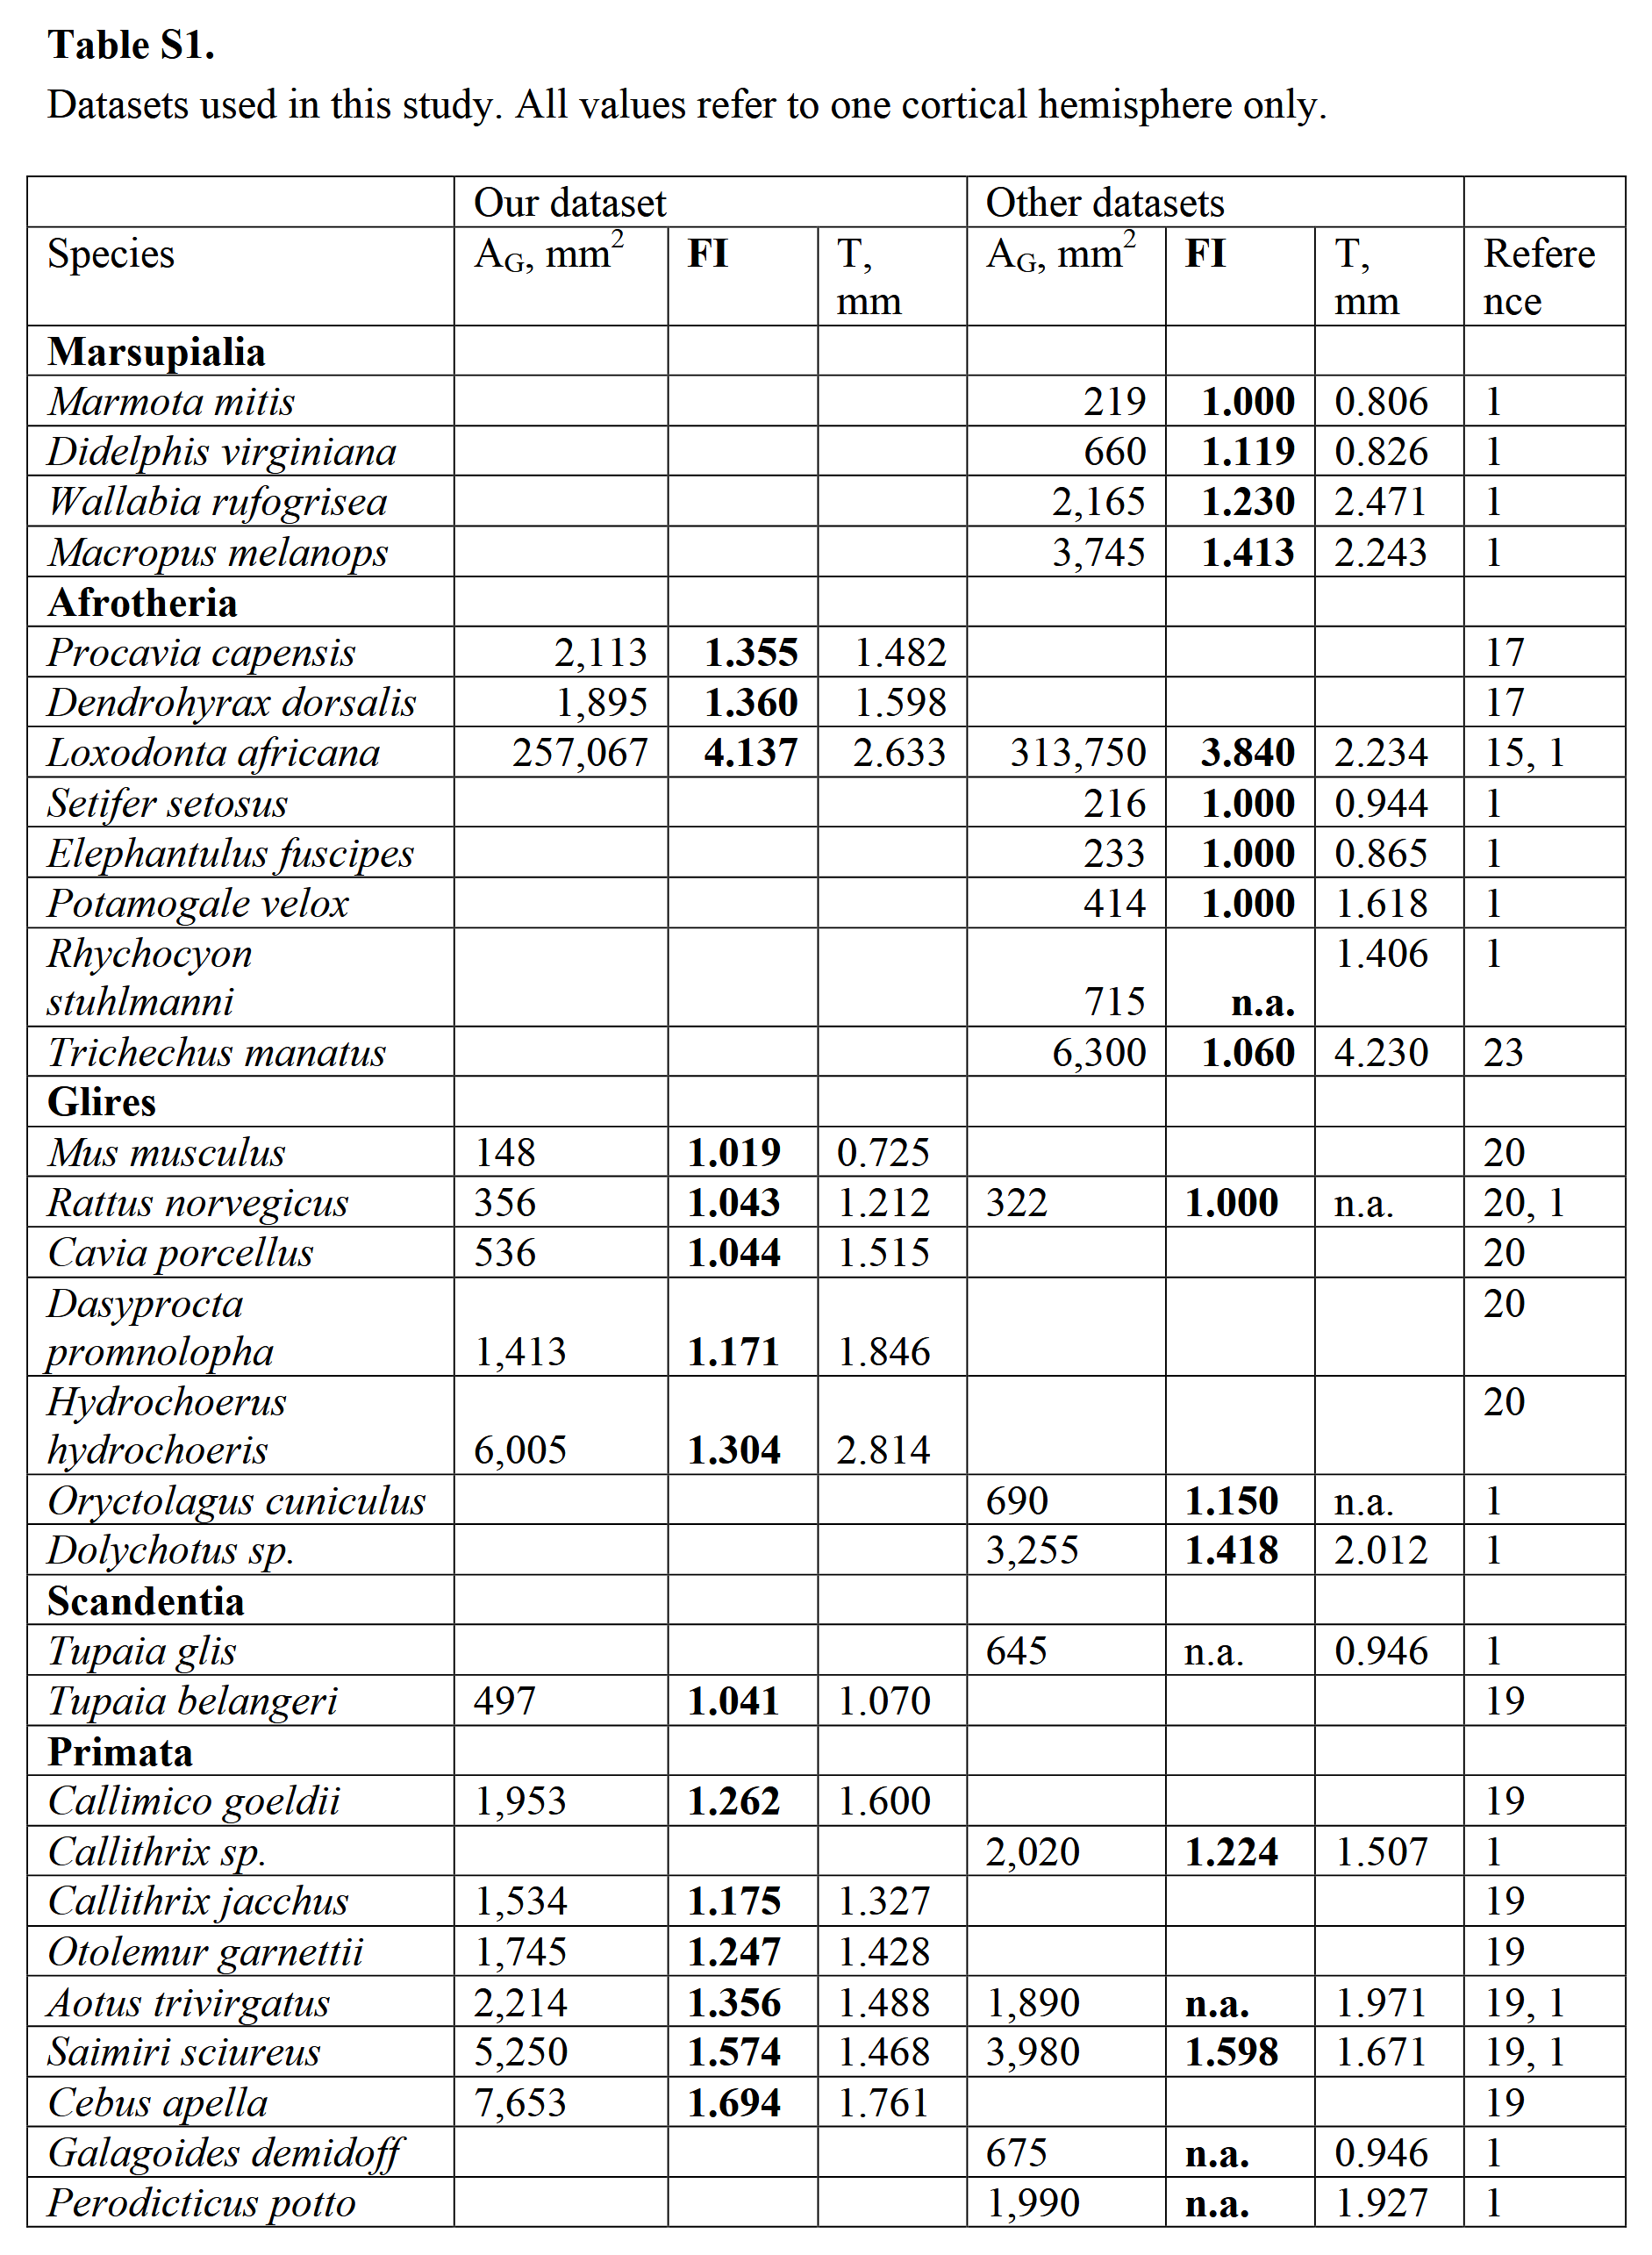 Table S1.
Datasets used in this study. All values refer to one cortical hemisphere only.
Our dataset Other datasets
Species AG, mm2 FI T, mm AG, mm2 FI T, mm Refere nce
Marsupialia
Marmota mitis 219 1.000 0.806 1
Didelphis virginiana 660 1.119 0.826 1
Wallabia rufogrisea 2,165 1.230 2.471 1
Macropus melanops 3,745 1.413 2.243 1
Afrotheria
Procavia capensis 2,113 1.355 1.482 17
Dendrohyrax dorsalis 1,895 1.360 1.598 17
Loxodonta africana 257,067 4.137 2.633 313,750 3.840 2.234 15, 1
Setifer setosus 216 1.000 0.944 1
Elephantulus fuscipes 233 1.000 0.865 1
Potamogale velox 414 1.000 1.618 1
Rhychocyon 1.406 1
stuhlmanni 715 n.a.
Trichechus manatus 6,300 1.060 4.230 23
Glires
Mus musculus 148 1.019 0.725 20
Rattus norvegicus 356 1.043 1.212 322 1.000 n.a. 20, 1
Cavia porcellus 536 1.044 1.515 20
Dasyprocta 20
promnolopha 1,413 1.171 1.846
Hydrochoerus 20
hydrochoeris 6,005 1.304 2.814
Oryctolagus cuniculus 690 1.150 n.a. 1
Dolychotus sp. 3,255 1.418 2.012 1
Scandentia
Tupaia glis 645 n.a. 0.946 1
Tupaia belangeri 497 1.041 1.070 19
Primata
Callimico goeldii 1,953 1.262 1.600 19
Callithrix sp. 2,020 1.224 1.507 1
Callithrix jacchus 1,534 1.175 1.327 19
Otolemur garnettii 1,745 1.247 1.428 19
Aotus trivirgatus 2,214 1.356 1.488 1,890 n.a. 1.971 19, 1
Saimiri sciureus 5,250 1.574 1.468 3,980 1.598 1.671 19, 1
Cebus apella 7,653 1.694 1.761 19
Galagoides demidoff 675 n.a. 0.946 1
Perodicticus potto 1,990 n.a. 1.927 1